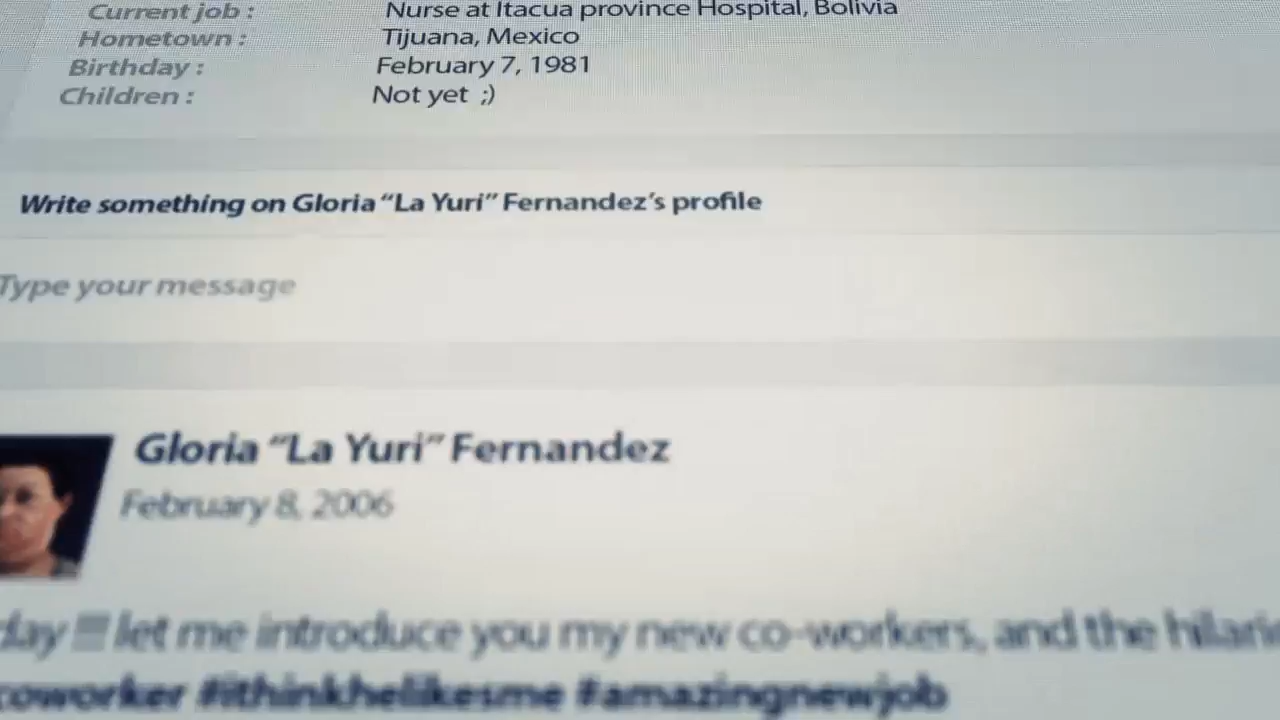 Current job : Nurse at Itacua province Hospital, Bolivia
Hometown : Tijuana, Mexico
Birthday : February 7, 1981
Children : Not yet ;)
Write something on Gloria “La Yuri” Fernandez’s profile
Type your message
Gloria “La Yuri” Fernandez
February 8, 2006
day !!! let me introduce you my new co-workers, and the
coworker #ithinkhelikesme #amazingnewjob